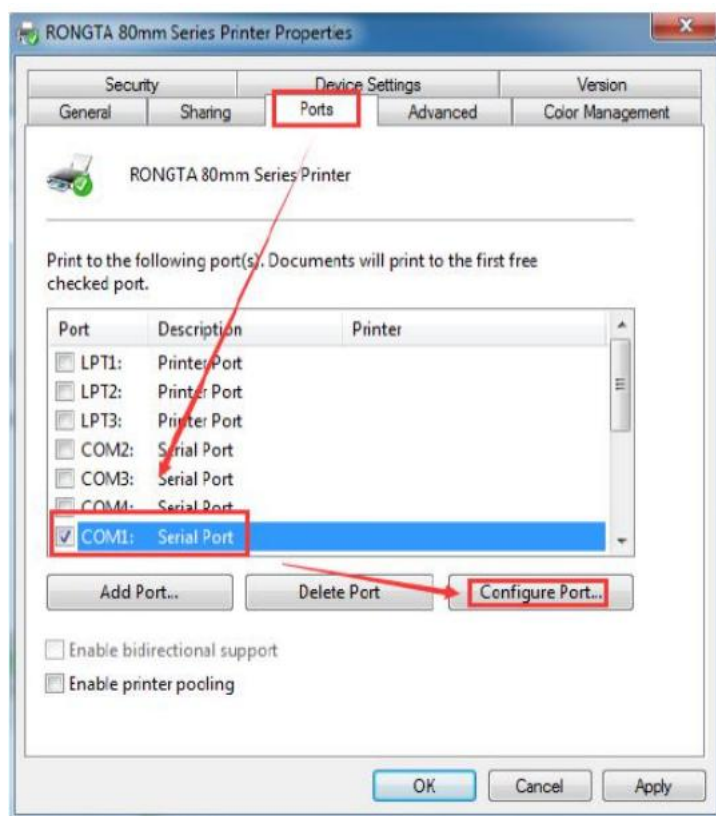 RONGTA 80mm Series Printer Properties
Security Device Settings Version
General Sharing Ports Advanced Color Management
RONGTA 80mm Series Printer
Print to the following port(s). Documents will print to the first free
checked port.
Port Description Printer
LPT1: Printer Port
LPT2: Printer Port
LPT3: Printer Port
COM2: Serial Port
COM3: Serial Port
COM4: Serial Port
COM1: Serial Port
Add Port... Delete Port Configure Port...
Enable bidirectional support
Enable printer pooling
OK Cancel Apply